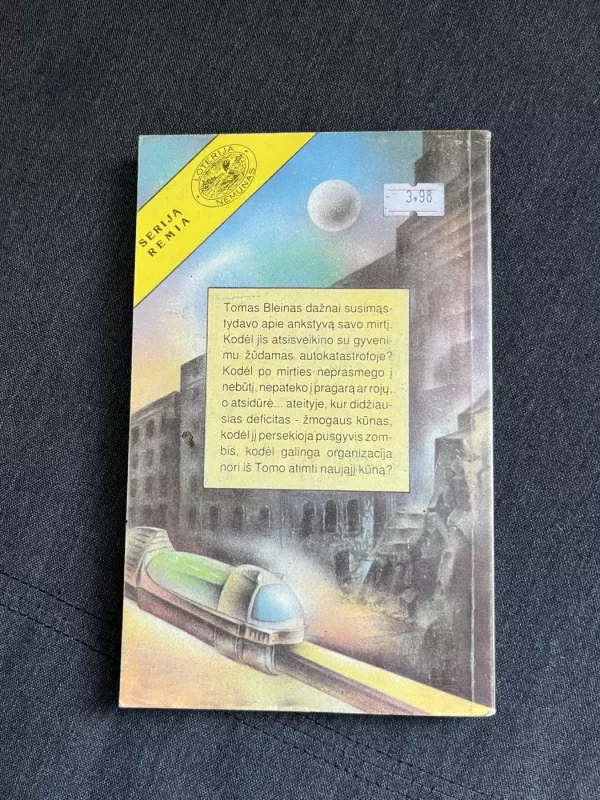 LOTERIJA
NEMUNAS
SERIJĄ
REMIA
3.98
Tomas Bleinas dažnai susimąs-
tydavo apie ankstyvą savo mirtį.
Kodėl jis atsisveikino su gyveni-
mu žūdamas autokatastrofoje?
Kodėl po mirties neprasmego į
nebūtį, nepateko į pragarą ar rojų,
o atsidūrė... ateityje, kur didžiau-
sias deficitas - žmogaus kūnas,
kodėl jį persekioja pusgyvis zom-
bis, kodėl galinga organizacija
nori iš Tomo atimti naująjį kūną?